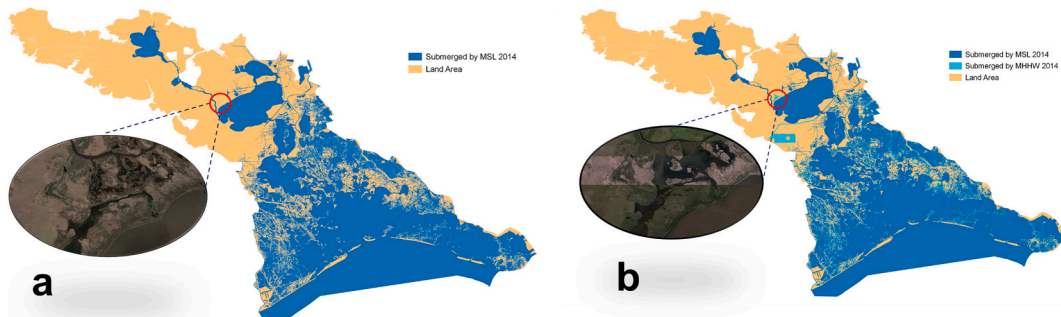 Submerged by MSL 2014
Land Area
a
Submerged by MSL 2014
Submerged by MHHW 2014
Land Area
b